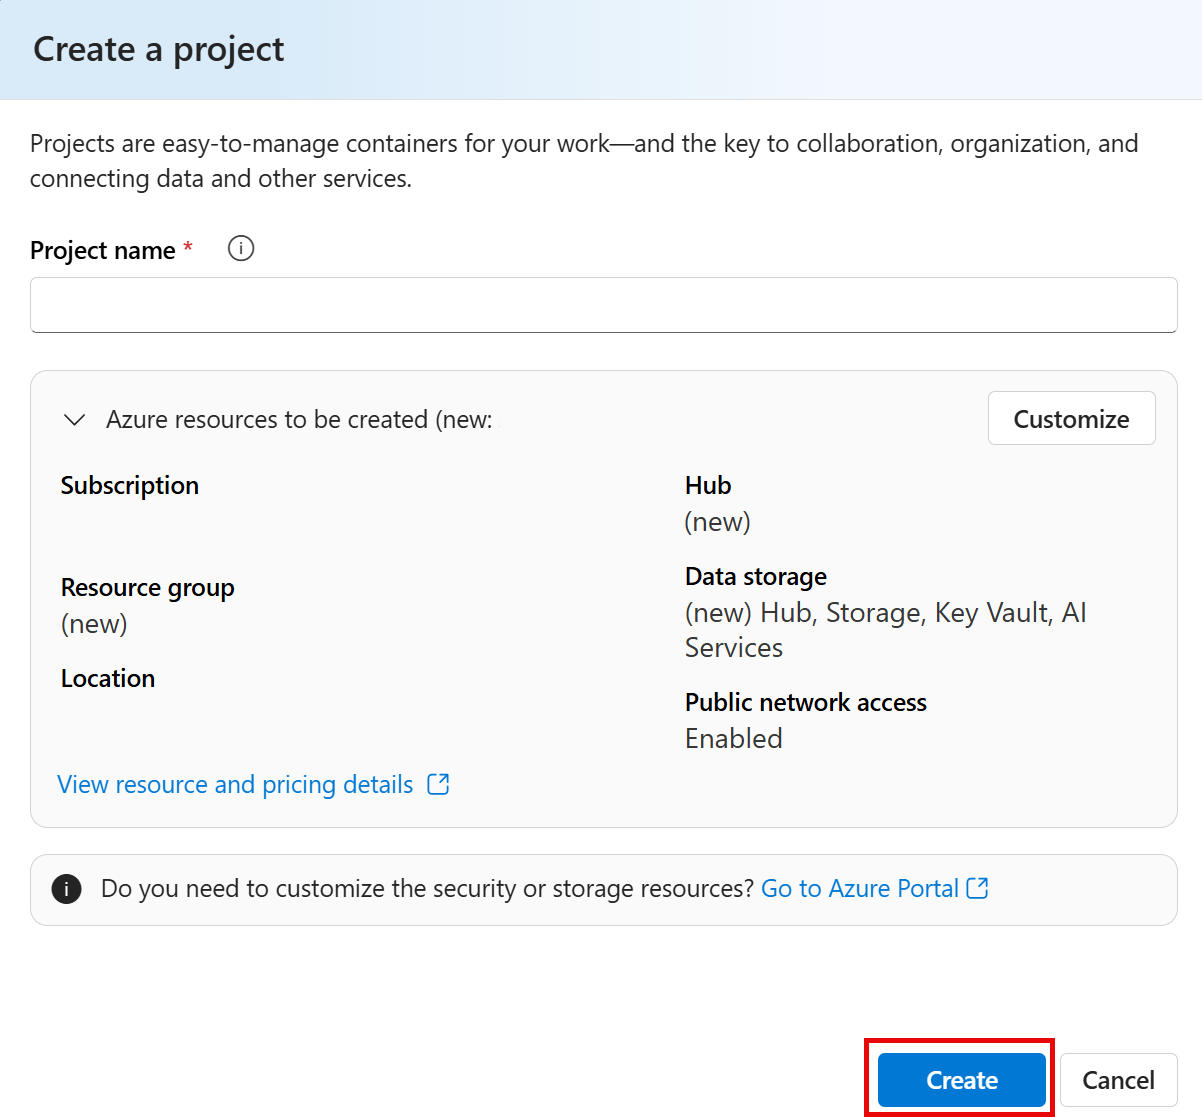 Create a project
Projects are easy-to-manage containers for your work—and the key to collaboration, organization, and
connecting data and other services.
Project name *
Azure resources to be created (new:
Customize
Subscription
Hub
(new)
Resource group
(new)
Data storage
(new) Hub, Storage, Key Vault, AI
Services
Location
Public network access
Enabled
View resource and pricing details
Do you need to customize the security or storage resources? Go to Azure Portal
Create
Cancel